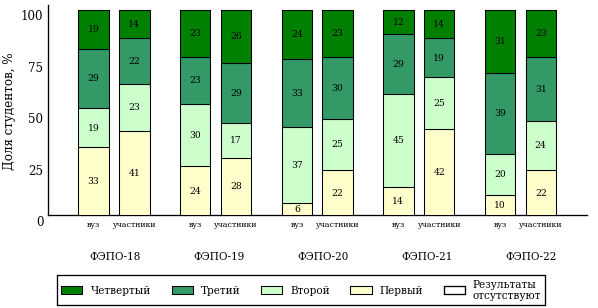 Доля студентов, %
100
75
50
25
0
19 14 23 26 24 23 12 14 31 23
29 22 23 29 33 30 29 19 39 31
19 23 30 17 37 25 45 25 20 24
33 41 24 28 6 22 14 42 10 22
вуз участники вуз участники вуз участники вуз участники вуз участники
ФЭПО-18 ФЭПО-19 ФЭПО-20 ФЭПО-21 ФЭПО-22
Четвертый Третий Второй Первый Результаты
отсутствуют